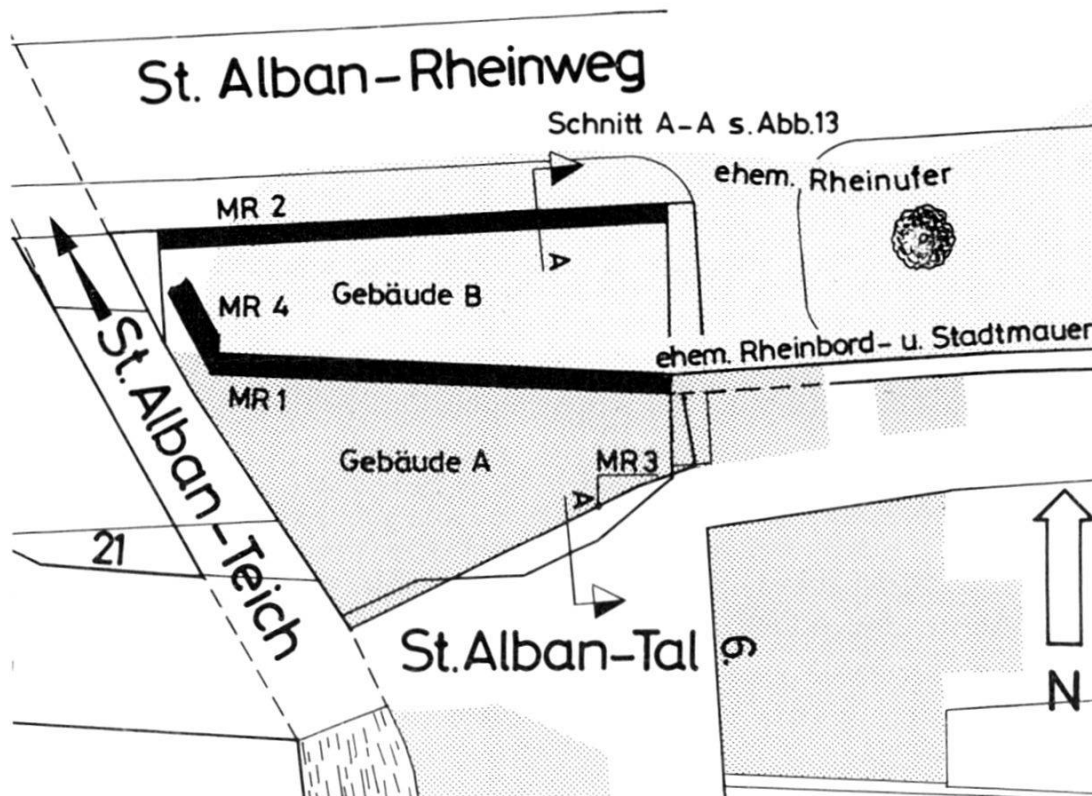 St. Alban-Rheinweg
Schnitt A-A s. Abb.13
ehem. Rheinufer
MR 2
A
MR 4
Gebäude B
ehem. Rheinbord- u. Stadtmauer
MR 1
St. Alban-Teich
Gebäude A
MR 3
A
21
St. Alban-Tal
6.
N